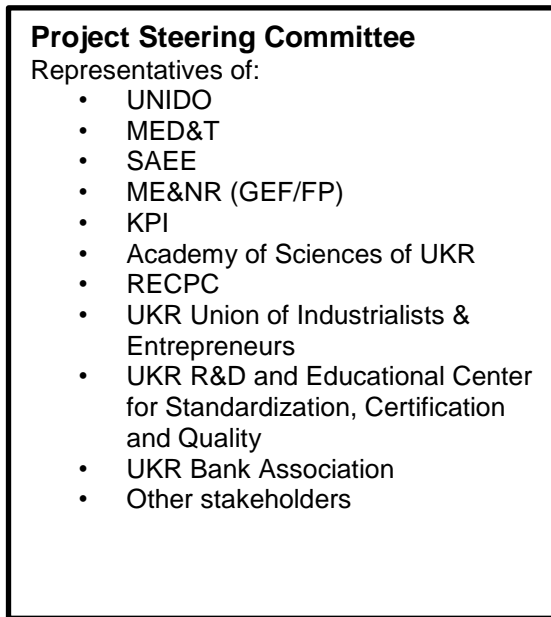 Project Steering Committee
Representatives of:
• UNIDO
• MED&T
• SAEE
• ME&NR (GEF/FP)
• KPI
• Academy of Sciences of UKR
• RECPC
• UKR Union of Industrialists &
Entrepreneurs
• UKR R&D and Educational Center
for Standardization, Certification
and Quality
• UKR Bank Association
• Other stakeholders